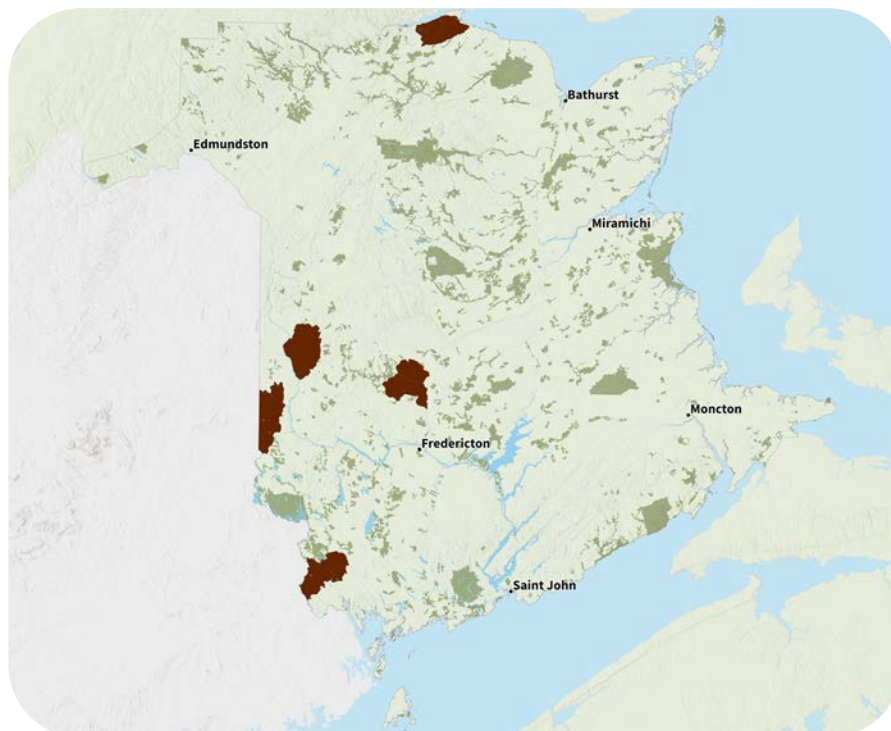 Bathurst
Edmundston
Miramichi
Moncton
Fredericton
Saint John